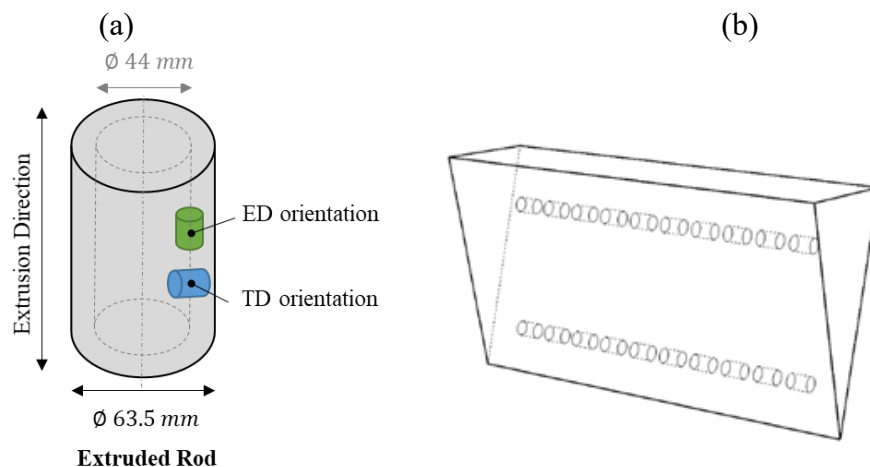 (a)
(b)
Ø 44 mm
Extrusion Direction
ED orientation
TD orientation
Ø 63.5 mm
Extruded Rod